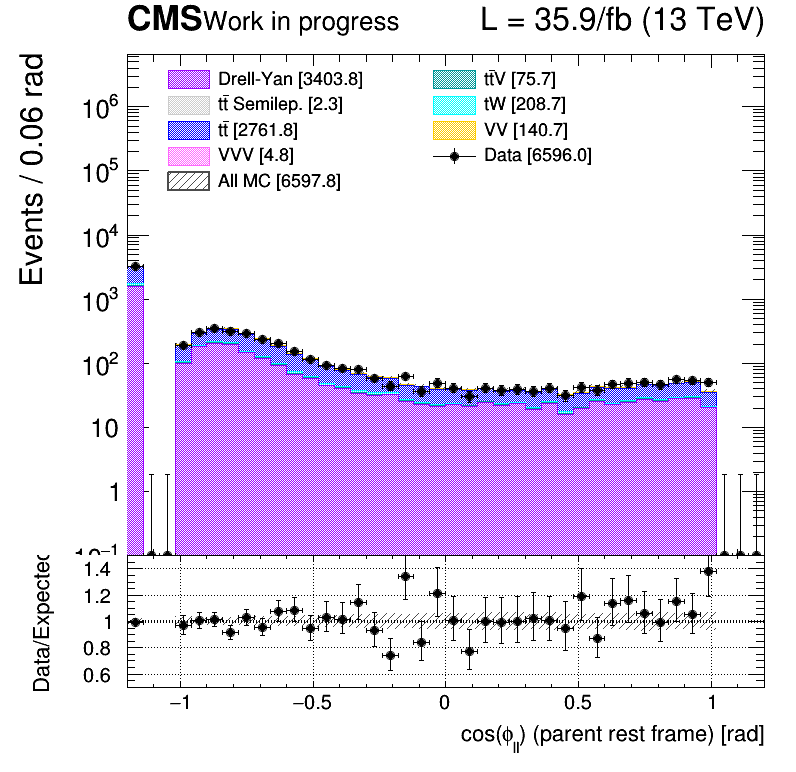 CMS Work in progress L = 35.9/fb (13 TeV)
Events / 0.06 rad
Drell-Yan [3403.8]
tt̄ Semilep. [2.3]
tt̄ [2761.8]
VVV [4.8]
All MC [6597.8]
tt̄V [75.7]
tW [208.7]
VV [140.7]
Data [6596.0]
10⁶
10⁵
10⁴
10³
10²
10
1
10⁻¹
Data/Expected
1.4
1.2
1
0.8
0.6
−1 −0.5 0 0.5 1
cos(ϕ_ll) (parent rest frame) [rad]